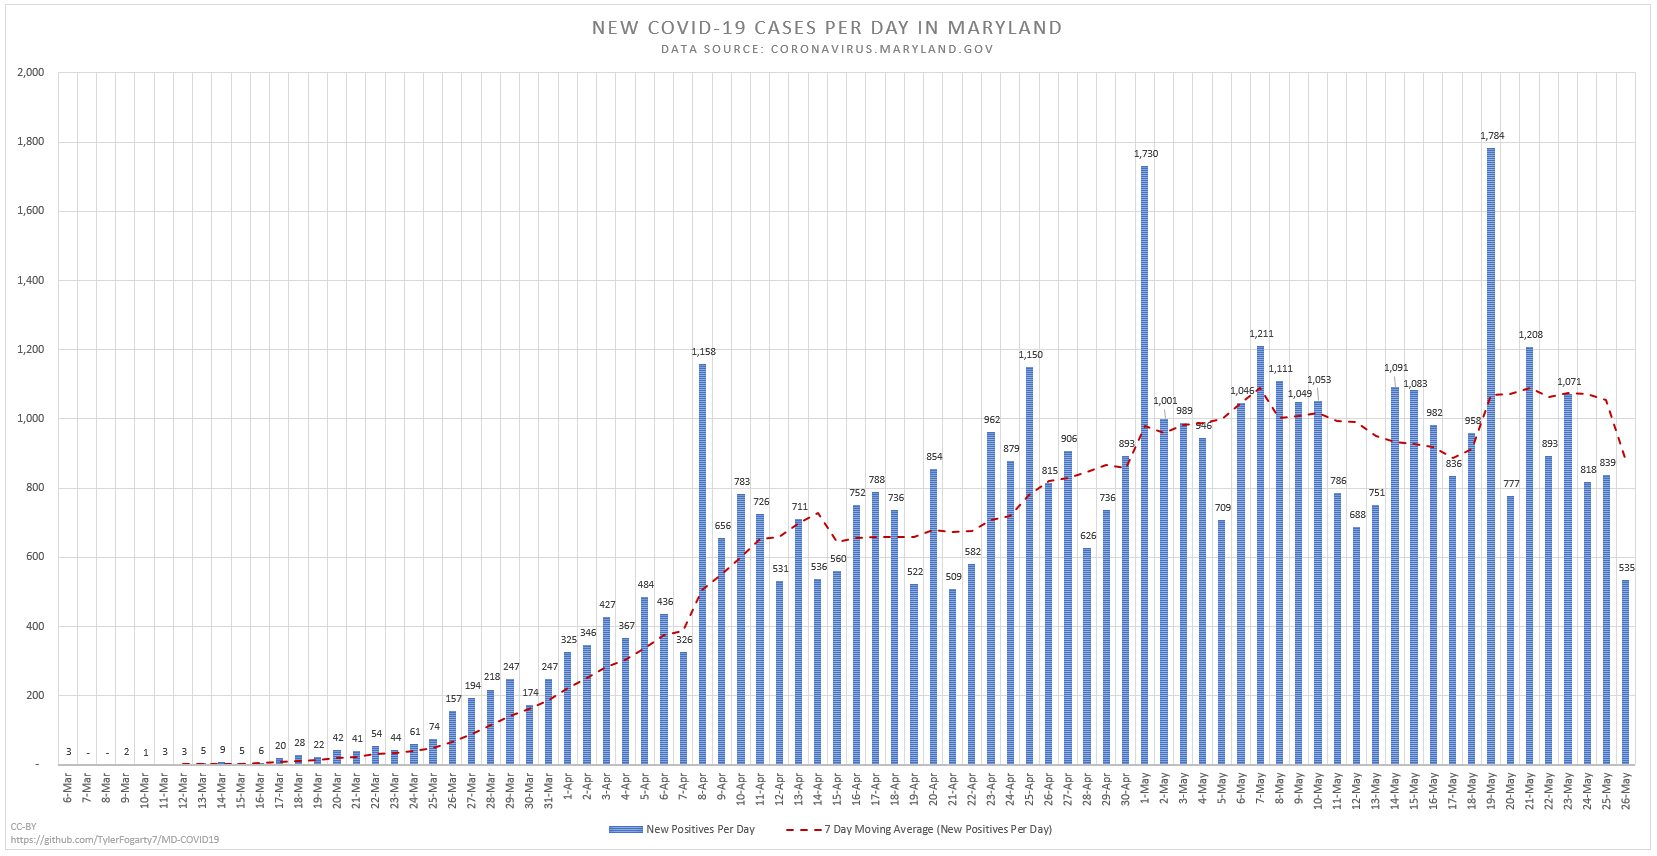 NEW COVID-19 CASES PER DAY IN MARYLAND
DATA SOURCE: CORONAVIRUS.MARYLAND.GOV
2,000
1,800
1,600
1,400
1,200
1,000
800
600
400
200
-
3 - - 2 1 3 3 5 9 5 6 20 28 22 42 41 54 44 61 74 157 194 218 247 174 247 325 346 427 367 484 436 326 1,158 656 783 726 531 711 536 560 752 788 736 522 854 509 582 962 879 1,150 815 906 626 736 893 1,730 1,001 989 946 709 1,046 1,211 1,111 1,049 1,053 786 688 751 1,091 1,083 982 836 958 1,784 777 1,208 893 1,071 818 839 535
6-Mar 7-Mar 8-Mar 9-Mar 10-Mar 11-Mar 12-Mar 13-Mar 14-Mar 15-Mar 16-Mar 17-Mar 18-Mar 19-Mar 20-Mar 21-Mar 22-Mar 23-Mar 24-Mar 25-Mar 26-Mar 27-Mar 28-Mar 29-Mar 30-Mar 31-Mar 1-Apr 2-Apr 3-Apr 4-Apr 5-Apr 6-Apr 7-Apr 8-Apr 9-Apr 10-Apr 11-Apr 12-Apr 13-Apr 14-Apr 15-Apr 16-Apr 17-Apr 18-Apr 19-Apr 20-Apr 21-Apr 22-Apr 23-Apr 24-Apr 25-Apr 26-Apr 27-Apr 28-Apr 29-Apr 30-Apr 1-May 2-May 3-May 4-May 5-May 6-May 7-May 8-May 9-May 10-May 11-May 12-May 13-May 14-May 15-May 16-May 17-May 18-May 19-May 20-May 21-May 22-May 23-May 24-May 25-May 26-May
New Positives Per Day
7 Day Moving Average (New Positives Per Day)
CC-BY
https://github.com/TylerFogarty7/MD-COVID19